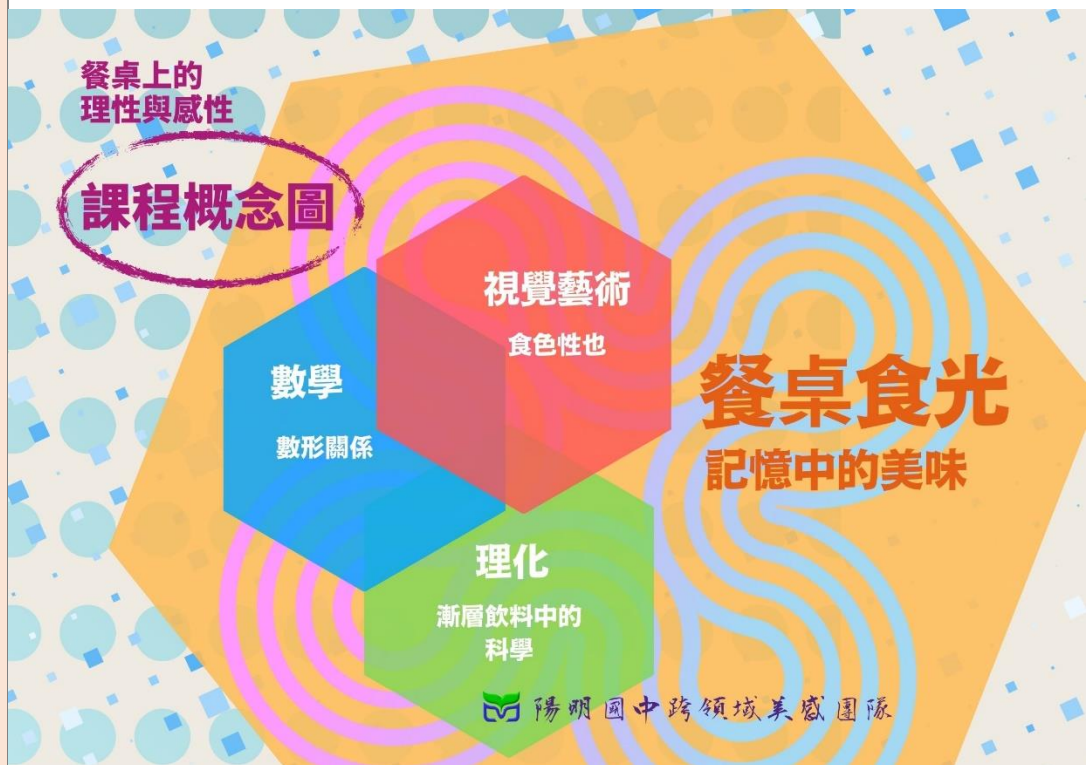 餐桌上的
理性與感性
課程概念圖
視覺藝術
食色性也
數學
數形關係
餐桌食光
記憶中的美味
理化
漸層飲料中的
科學
陽明國中跨領域美感團隊